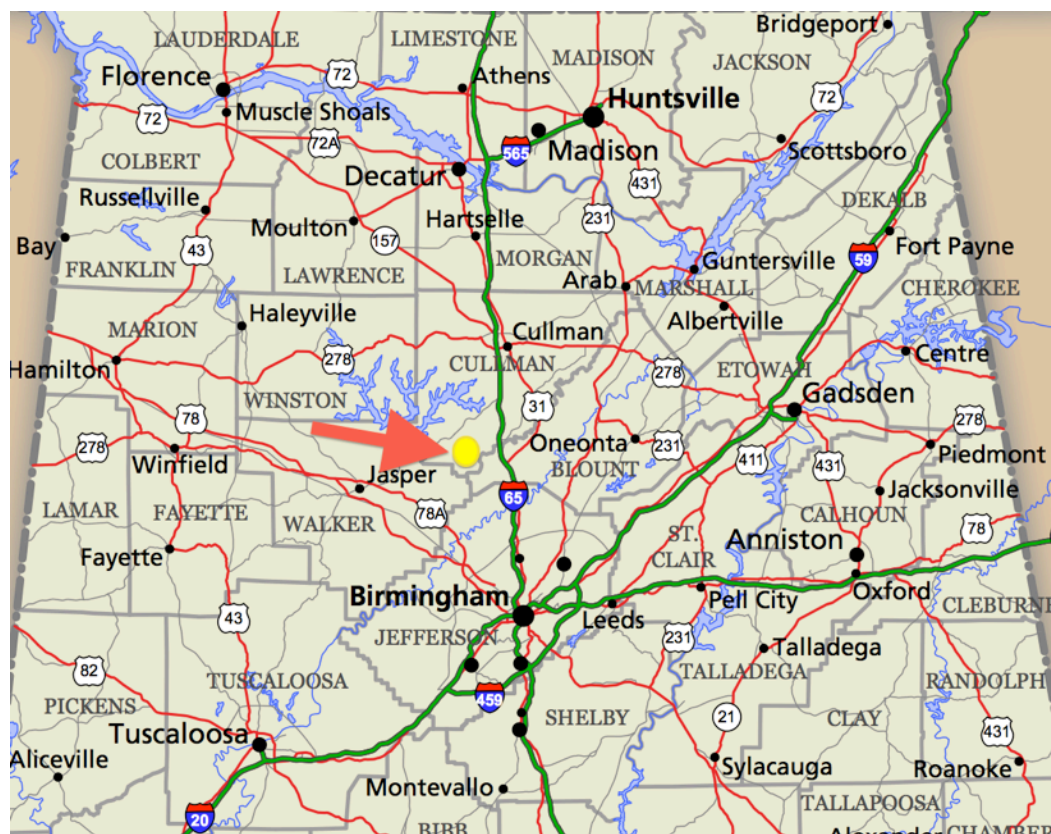 Bridgeport
LAUDERDALE
LIMESTONE
MADISON
JACKSON
Florence
72
Athens
72
Huntsville
72
Muscle Shoals
72A
565
Madison
Scottsboro
COLBERT
Decatur
431
Russellville
DEKALB
Moulton
Hartselle
231
43
157
Bay
Fort Payne
FRANKLIN
LAWRENCE
MORGAN
Guntersville
59
Arab
MARSHALL
CHEROKEE
Haleyville
Albertville
MARION
Cullman
278
CULLMAN
Centre
Hamilton
278
ETOWAH
WINSTON
31
Gadsden
78
278
278
Oneonta
231
Winfield
BLOUNT
411
431
Piedmont
Jasper
65
Jacksonville
LAMAR
FAYETTE
78A
CALHOUN
WALKER
ST.
CLAIR
Anniston
78
Fayette
Birmingham
Pell City
Oxford
43
Leeds
CLEBURNE
JEFFERSON
231
Talladega
82
TUSCALOOSA
TALLADEGA
RANDOLPH
PICKENS
459
SHELBY
21
CLAY
Tuscaloosa
431
Aliceville
Sylacauga
Roanoke
Montevallo
20
TALLAPOOSA
BIBB
Alexander
CHAMBER